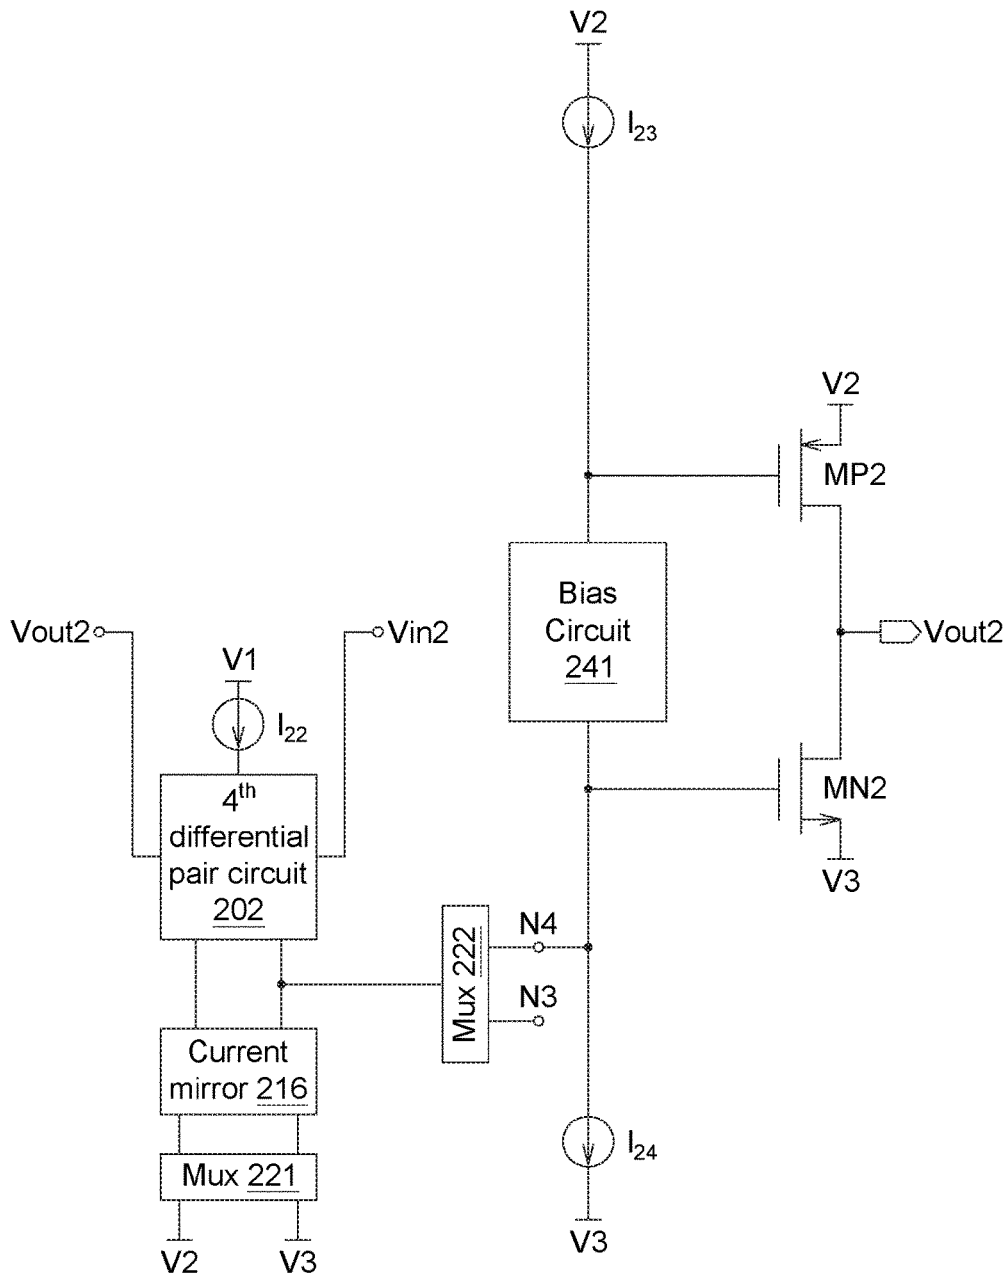 V2
I23
V2
MP2
Bias
Circuit
241
Vout2
Vin2
Vout2
V1
I22
4th
differential
pair circuit
202
MN2
V3
Mux 222
N4
N3
Current
mirror 216
I24
Mux 221
V2
V3
V3